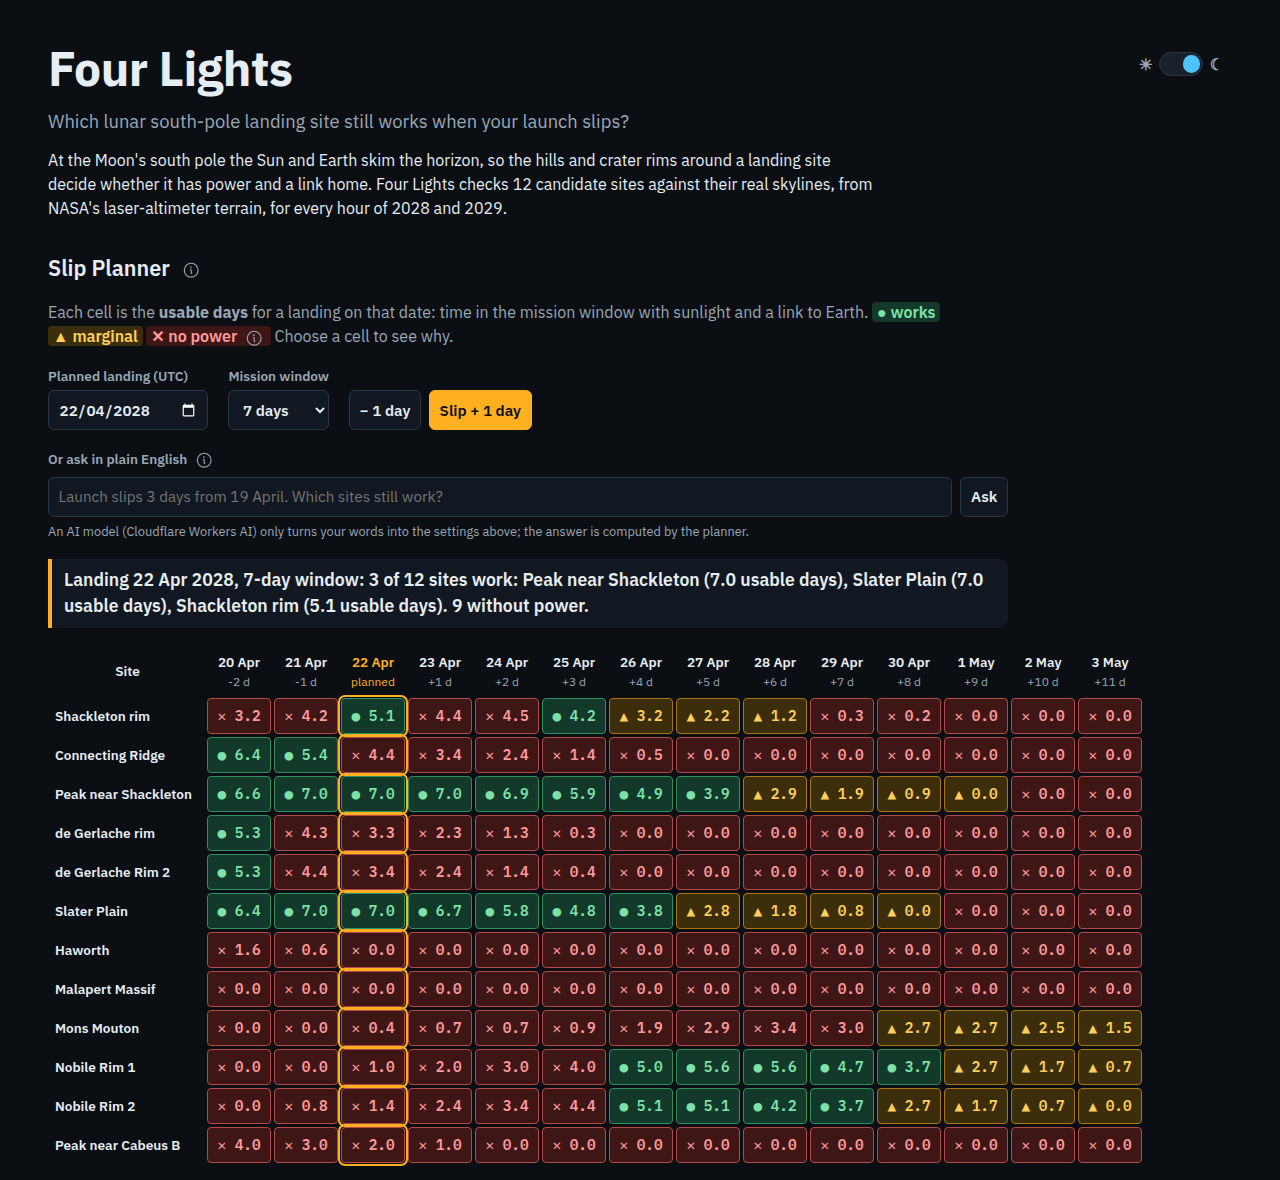 Four Lights
☀ ☾
Which lunar south-pole landing site still works when your launch slips?
At the Moon's south pole the Sun and Earth skim the horizon, so the hills and crater rims around a landing site
decide whether it has power and a link home. Four Lights checks 12 candidate sites against their real skylines, from
NASA's laser-altimeter terrain, for every hour of 2028 and 2029.
Slip Planner ⓘ
Each cell is the usable days for a landing on that date: time in the mission window with sunlight and a link to Earth. ● works
▲ marginal ✕ no power ⓘ Choose a cell to see why.
Planned landing (UTC) Mission window
22/04/2028 7 days − 1 day Slip + 1 day
Or ask in plain English ⓘ
Launch slips 3 days from 19 April. Which sites still work? Ask
An AI model (Cloudflare Workers AI) only turns your words into the settings above; the answer is computed by the planner.
Landing 22 Apr 2028, 7-day window: 3 of 12 sites work: Peak near Shackleton (7.0 usable days), Slater Plain (7.0
usable days), Shackleton rim (5.1 usable days). 9 without power.
Site 20 Apr 21 Apr 22 Apr 23 Apr 24 Apr 25 Apr 26 Apr 27 Apr 28 Apr 29 Apr 30 Apr 1 May 2 May 3 May
-2 d -1 d planned +1 d +2 d +3 d +4 d +5 d +6 d +7 d +8 d +9 d +10 d +11 d
Shackleton rim × 3.2 × 4.2 ● 5.1 × 4.4 × 4.5 ● 4.2 ▲ 3.2 ▲ 2.2 ▲ 1.2 × 0.3 × 0.2 × 0.0 × 0.0 × 0.0
Connecting Ridge ● 6.4 ● 5.4 × 4.4 × 3.4 × 2.4 × 1.4 × 0.5 × 0.0 × 0.0 × 0.0 × 0.0 × 0.0 × 0.0 × 0.0
Peak near Shackleton ● 6.6 ● 7.0 ● 7.0 ● 7.0 ● 6.9 ● 5.9 ● 4.9 ● 3.9 ▲ 2.9 ▲ 1.9 ▲ 0.9 ▲ 0.0 × 0.0 × 0.0
de Gerlache rim ● 5.3 × 4.3 × 3.3 × 2.3 × 1.3 × 0.3 × 0.0 × 0.0 × 0.0 × 0.0 × 0.0 × 0.0 × 0.0 × 0.0
de Gerlache Rim 2 ● 5.3 × 4.4 × 3.4 × 2.4 × 1.4 × 0.4 × 0.0 × 0.0 × 0.0 × 0.0 × 0.0 × 0.0 × 0.0 × 0.0
Slater Plain ● 6.4 ● 7.0 ● 7.0 ● 6.7 ● 5.8 ● 4.8 ● 3.8 ▲ 2.8 ▲ 1.8 ▲ 0.8 ▲ 0.0 × 0.0 × 0.0 × 0.0
Haworth × 1.6 × 0.6 × 0.0 × 0.0 × 0.0 × 0.0 × 0.0 × 0.0 × 0.0 × 0.0 × 0.0 × 0.0 × 0.0 × 0.0
Malapert Massif × 0.0 × 0.0 × 0.0 × 0.0 × 0.0 × 0.0 × 0.0 × 0.0 × 0.0 × 0.0 × 0.0 × 0.0 × 0.0 × 0.0
Mons Mouton × 0.0 × 0.0 × 0.4 × 0.7 × 0.7 × 0.9 × 1.9 × 2.9 × 3.4 × 3.0 ▲ 2.7 ▲ 2.7 ▲ 2.5 ▲ 1.5
Nobile Rim 1 × 0.0 × 0.0 × 1.0 × 2.0 × 3.0 × 4.0 ● 5.0 ● 5.6 ● 5.6 ● 4.7 ● 3.7 ▲ 2.7 ▲ 1.7 ▲ 0.7
Nobile Rim 2 × 0.0 × 0.8 × 1.4 × 2.4 × 3.4 × 4.4 ● 5.1 ● 5.1 ● 4.2 ● 3.7 ▲ 2.7 ▲ 1.7 ▲ 0.7 ▲ 0.0
Peak near Cabeus B × 4.0 × 3.0 × 2.0 × 1.0 × 0.0 × 0.0 × 0.0 × 0.0 × 0.0 × 0.0 × 0.0 × 0.0 × 0.0 × 0.0